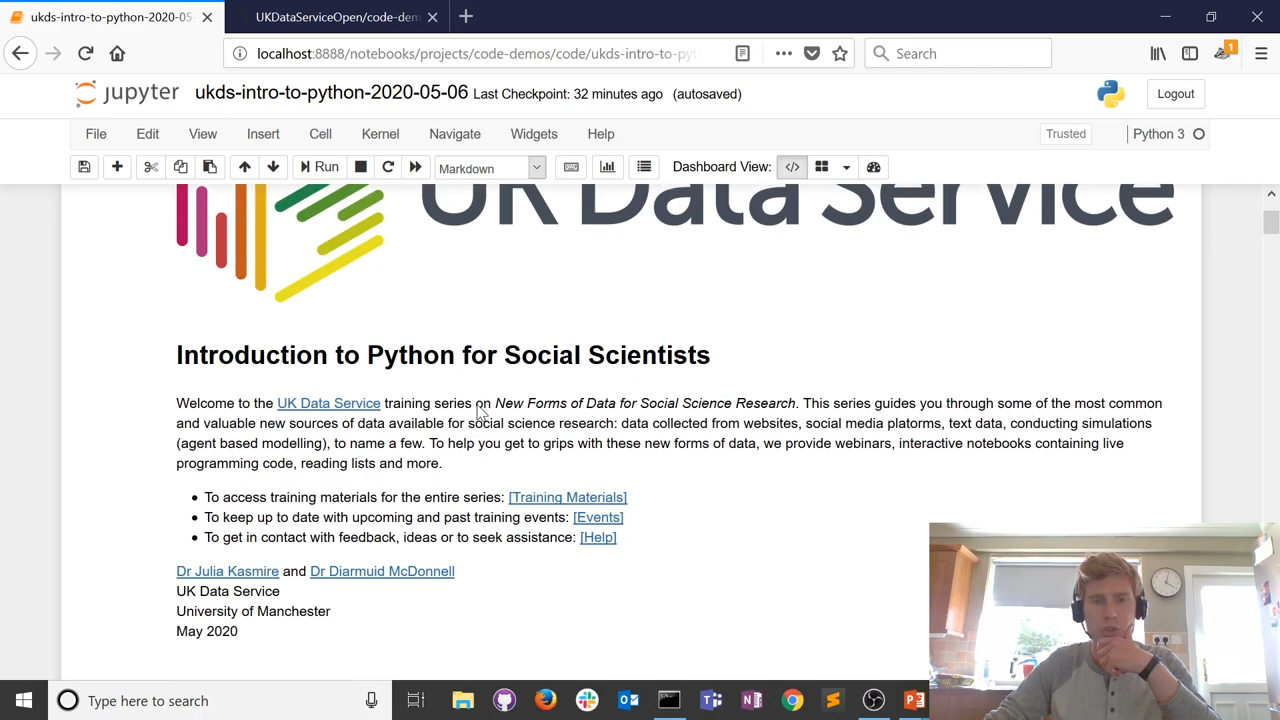 ukds-intro-to-python-2020-05-
UKDataServiceOpen/code-dem
localhost:8888/notebooks/projects/code-demos/code/ukds-intro-to-py
Search
1
jupyter ukds-intro-to-python-2020-05-06 Last Checkpoint: 32 minutes ago (autosaved)
Logout
File Edit View Insert Cell Kernel Navigate Widgets Help
Trusted
Python 3
Run
Markdown
Dashboard View:
UK Data Service
Introduction to Python for Social Scientists
Welcome to the UK Data Service training series on New Forms of Data for Social Science Research. This series guides you through some of the most common
and valuable new sources of data available for social science research: data collected from websites, social media platorms, text data, conducting simulations
(agent based modelling), to name a few. To help you get to grips with these new forms of data, we provide webinars, interactive notebooks containing live
programming code, reading lists and more.
To access training materials for the entire series: [Training Materials]
To keep up to date with upcoming and past training events: [Events]
To get in contact with feedback, ideas or to seek assistance: [Help]
Dr Julia Kasmire and Dr Diarmuid McDonnell
UK Data Service
University of Manchester
May 2020
Type here to search